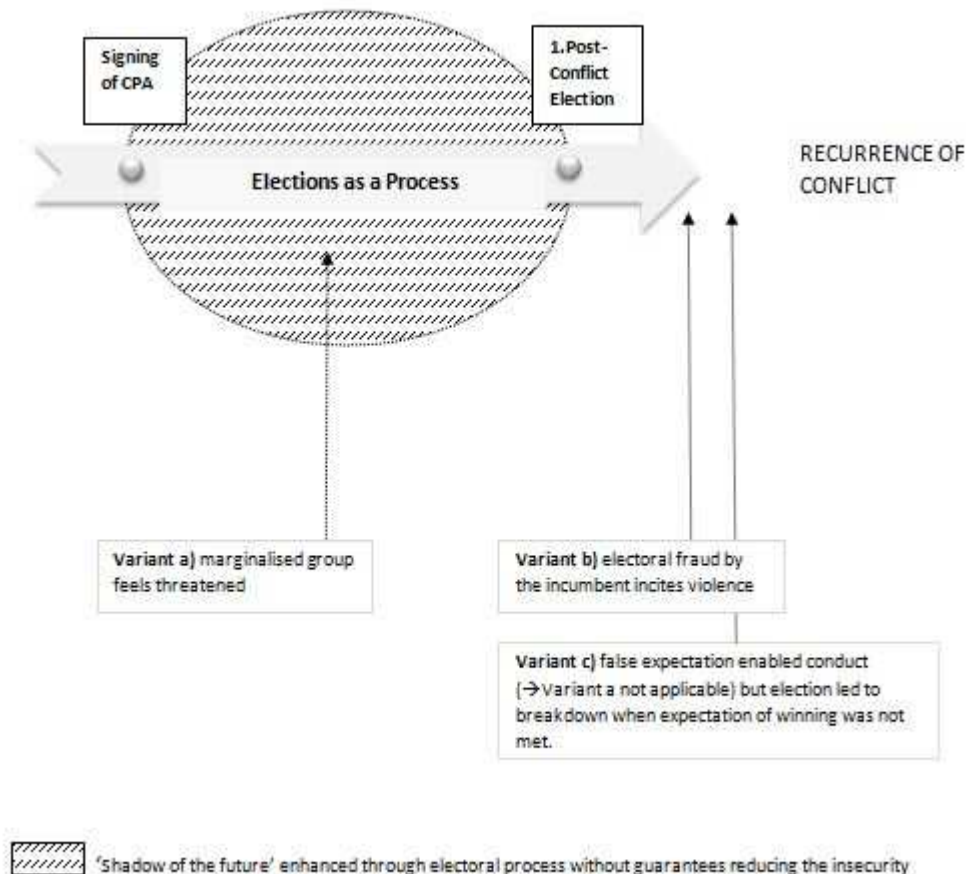 Signing
of CPA
1.Post-
Conflict
Election
Elections as a Process
RECURRENCE OF
CONFLICT
Variant a) marginalised group
feels threatened
Variant b) electoral fraud by
the incumbent incites violence
Variant c) false expectation enabled conduct
(→Variant a not applicable) but election led to
breakdown when expectation of winning was not
met.
'Shadow of the future' enhanced through electoral process without guarantees reducing the insecurity